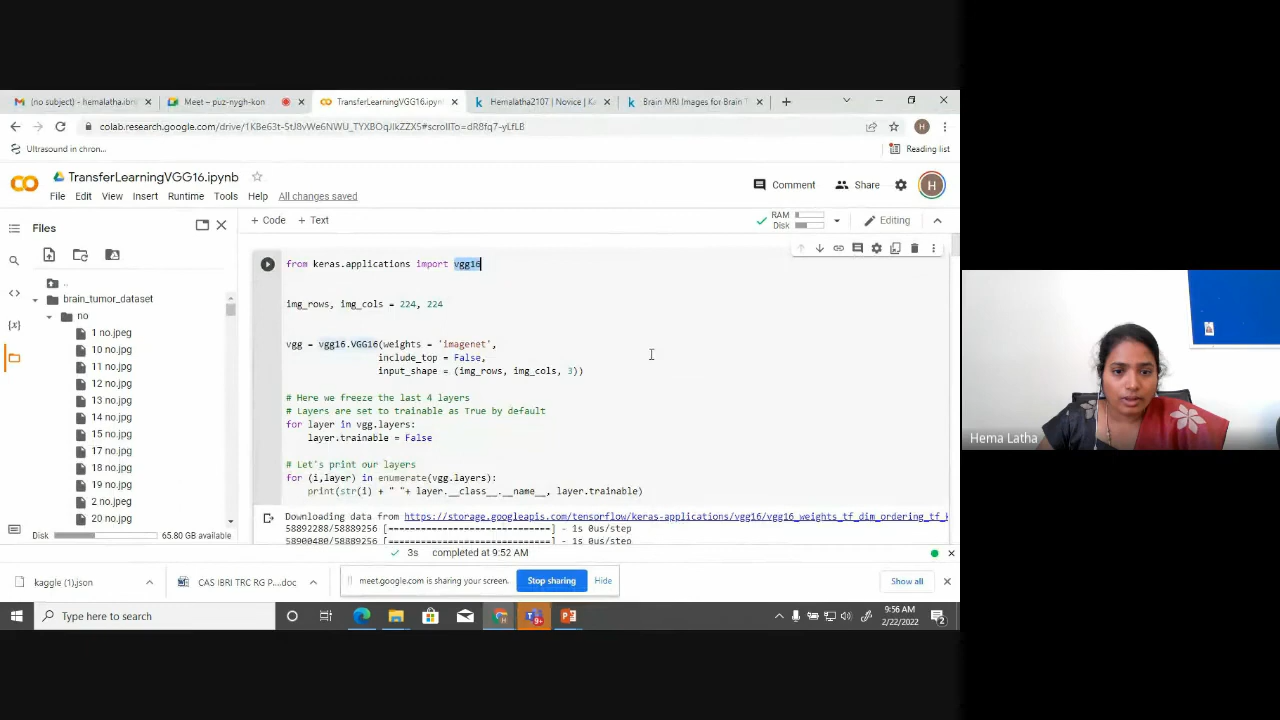 (no subject) - hemalatha.ibri
Meet – puz-nygh-kon
TransferLearningVGG16.ipynb
Hemalatha2107 | Novice | Ka
Brain MRI Images for Brain T
colab.research.google.com/drive/1KBe63t-StJ8vWe6NWU_TYXBOqJIkZZX5#scrollTo=dR8fq7-yLfLB
Ultrasound in chron...
Reading list
TransferLearningVGG16.ipynb
File Edit View Insert Runtime Tools Help All changes saved
Comment Share H
Files
+ Code + Text
RAM
Disk
Editing
..
brain_tumor_dataset
no
1 no.jpeg
10 no.jpg
11 no.jpg
12 no.jpg
13 no.jpg
14 no.jpg
15 no.jpg
17 no.jpg
18 no.jpg
19 no.jpg
2 no.jpeg
20 no.jpg
Disk 65.80 GB available
from keras.applications import vgg16
img_rows, img_cols = 224, 224
vgg = vgg16.VGG16(weights = 'imagenet',
include_top = False,
input_shape = (img_rows, img_cols, 3))
# Here we freeze the last 4 layers
# Layers are set to trainable as True by default
for layer in vgg.layers:
layer.trainable = False
# Let's print our layers
for (i,layer) in enumerate(vgg.layers):
print(str(i) + " "+ layer.__class__.__name__, layer.trainable)
Downloading data from https://storage.googleapis.com/tensorflow/keras-applications/vgg16/vgg16_weights_tf_dim_ordering_tf_k
58892288/58889256 [==============================] - 1s 0us/step
58900480/58889256 [==============================] - 1s 0us/step
3s completed at 9:52 AM
kaggle (1).json
CAS IBRI TRC RG P....doc
meet.google.com is sharing your screen.
Stop sharing
Hide
Show all
Type here to search
9+
9:56 AM
2/22/2022
2
Hema Latha